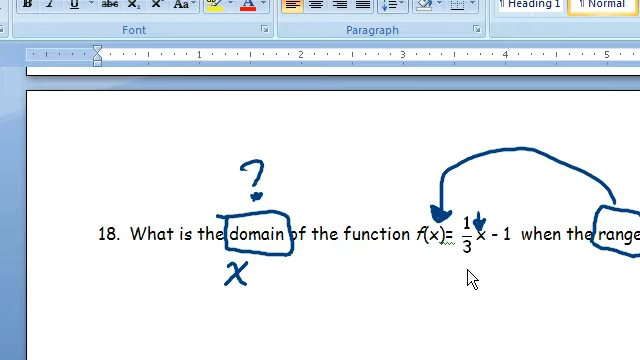 B I U abc X₂ X² ab A
Font
Paragraph
¶ Heading 1
¶ Normal
1 2 3 4 5
?
18. What is the domain of the function f(x)= 1/3 x - 1 when the range
x